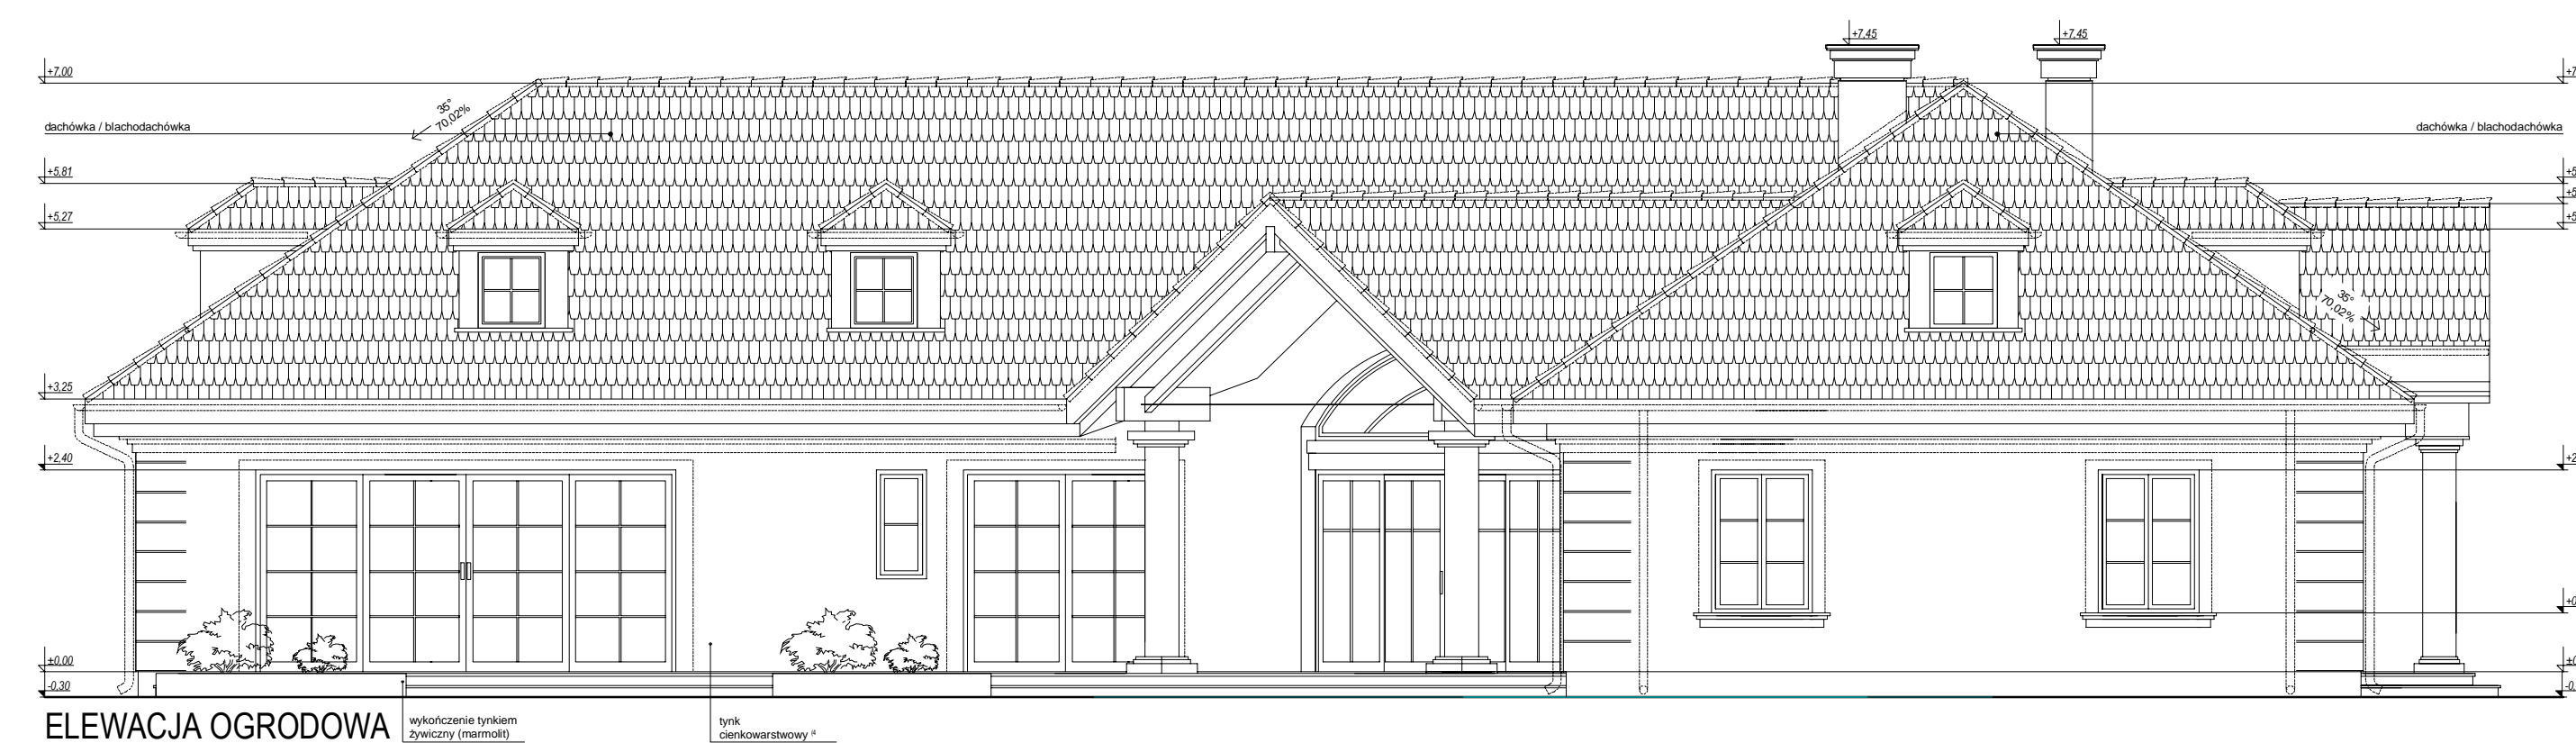 +7,45
+7,45
+7,00
35°
70,02%
dachówka / blachodachówka
dachówka / blachodachówka
+5,81
+5,27
35°
70,02%
+3,25
+2,40
±0,00
-0,30
ELEWACJA OGRODOWA
wykończenie tynkiem
żywiczny (marmolit)
tynk
cienkowarstwowy